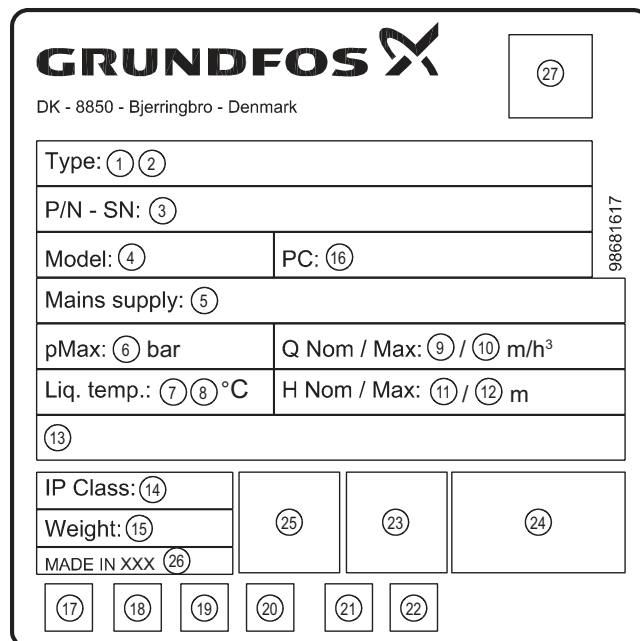 GRUNDFOS
27
DK - 8850 - Bjerringbro - Denmark
Type: 1 2
P/N - SN: 3
98681617
Model: 4 PC: 16
Mains supply: 5
pMax: 6 bar Q Nom / Max: 9 / 10 m/h³
Liq. temp.: 7 8 °C H Nom / Max: 11 / 12 m
13
IP Class: 14
Weight: 15
MADE IN XXX 26
25 23 24
17 18 19 20 21 22